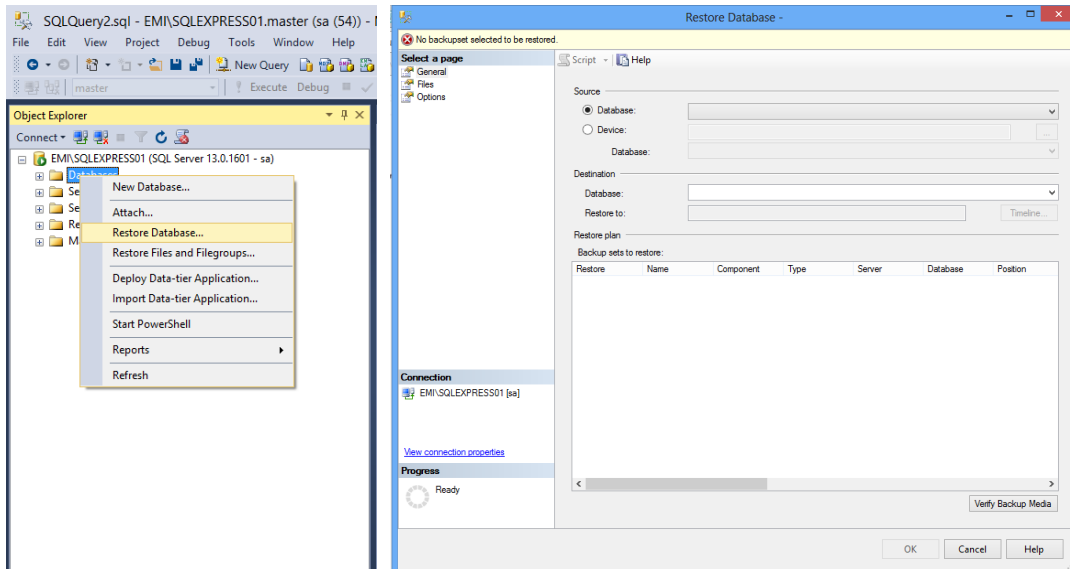 SQLQuery2.sql - EMI\SQLEXPRESS01.master (sa (54)) -
File Edit View Project Debug Tools Window Help
New Query
master Execute Debug
Object Explorer
Connect
EMI\SQLEXPRESS01 (SQL Server 13.0.1601 - sa)
Databases
Se
Se
Re
M
New Database...
Attach...
Restore Database...
Restore Files and Filegroups...
Deploy Data-tier Application...
Import Data-tier Application...
Start PowerShell
Reports
Refresh
Restore Database -
No backupset selected to be restored.
Select a page
General
Files
Options
Connection
EMI\SQLEXPRESS01 [sa]
View connection properties
Progress
Ready
Script Help
Source
Database:
Device:
...
Database:
Destination
Database:
Restore to:
Timeline...
Restore plan
Backup sets to restore:
Restore Name Component Type Server Database Position
Verify Backup Media
OK Cancel Help